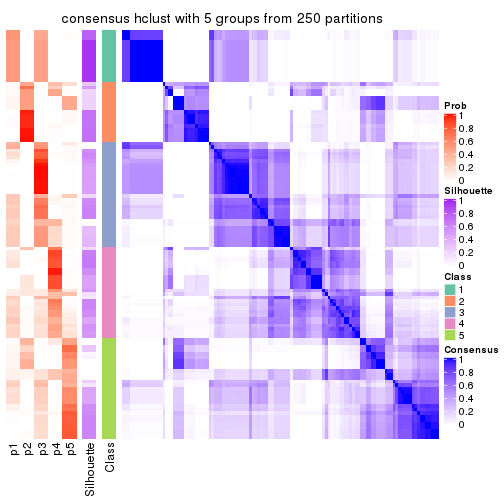 consensus hclust with 5 groups from 250 partitions
Prob
1
0.8
0.6
0.4
0.2
0
Silhouette
1
0.8
0.6
0.4
0.2
0
Class
1
2
3
4
5
Consensus
1
0.8
0.6
0.4
0.2
0
p1
p2
p3
p4
p5
Silhouette
Class